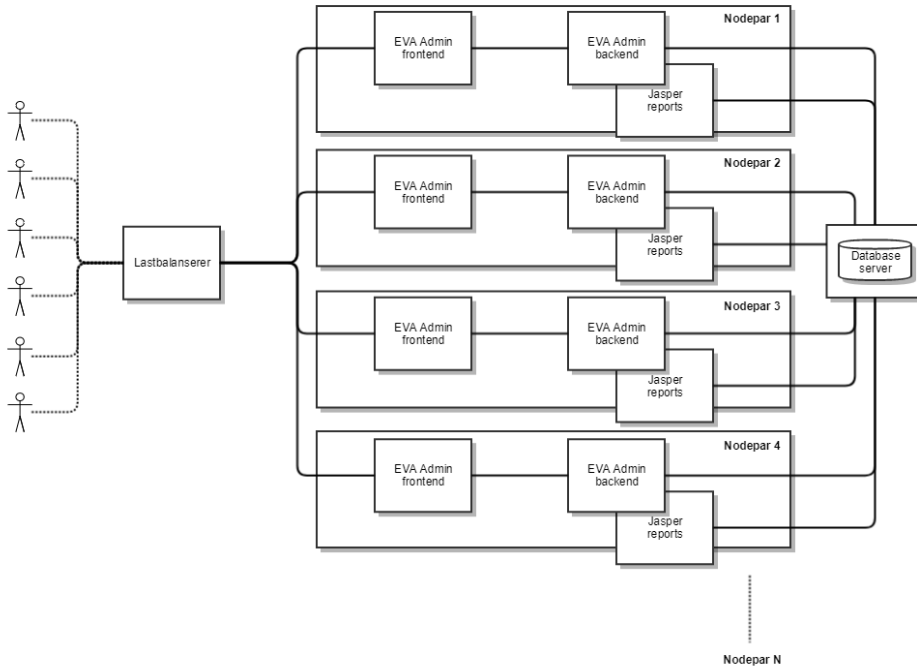 Nodepar 1
EVA Admin
frontend
EVA Admin
backend
Jasper
reports
Nodepar 2
EVA Admin
frontend
EVA Admin
backend
Jasper
reports
Lastbalanserer
Database
server
Nodepar 3
EVA Admin
frontend
EVA Admin
backend
Jasper
reports
Nodepar 4
EVA Admin
frontend
EVA Admin
backend
Jasper
reports
Nodepar N